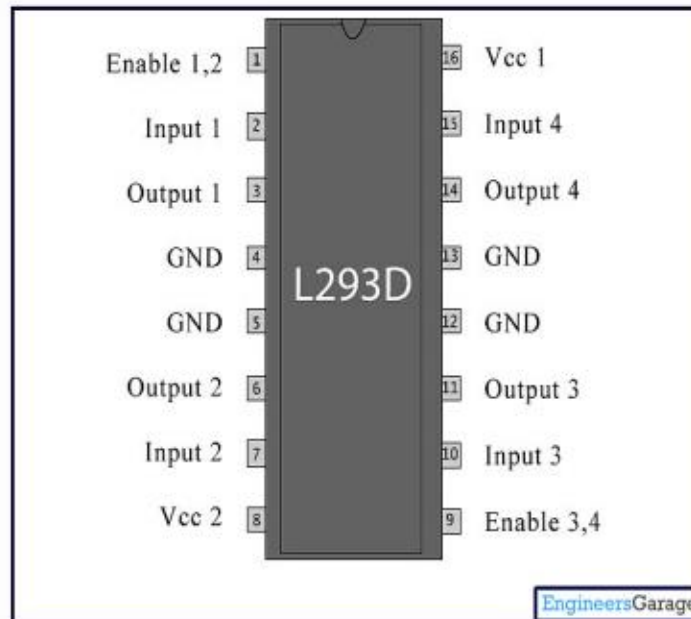 Enable 1,2 1 16 Vcc 1
Input 1 2 15 Input 4
Output 1 3 14 Output 4
GND 4 13 GND
L293D
GND 5 12 GND
Output 2 6 11 Output 3
Input 2 7 10 Input 3
Vcc 2 8 9 Enable 3,4
EngineersGarage